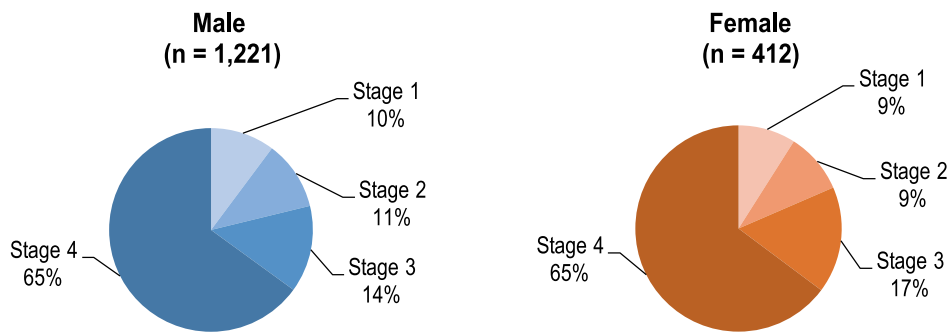 Male
(n = 1,221)
Stage 1
10%
Stage 2
11%
Stage 3
14%
Stage 4
65%
Female
(n = 412)
Stage 1
9%
Stage 2
9%
Stage 3
17%
Stage 4
65%